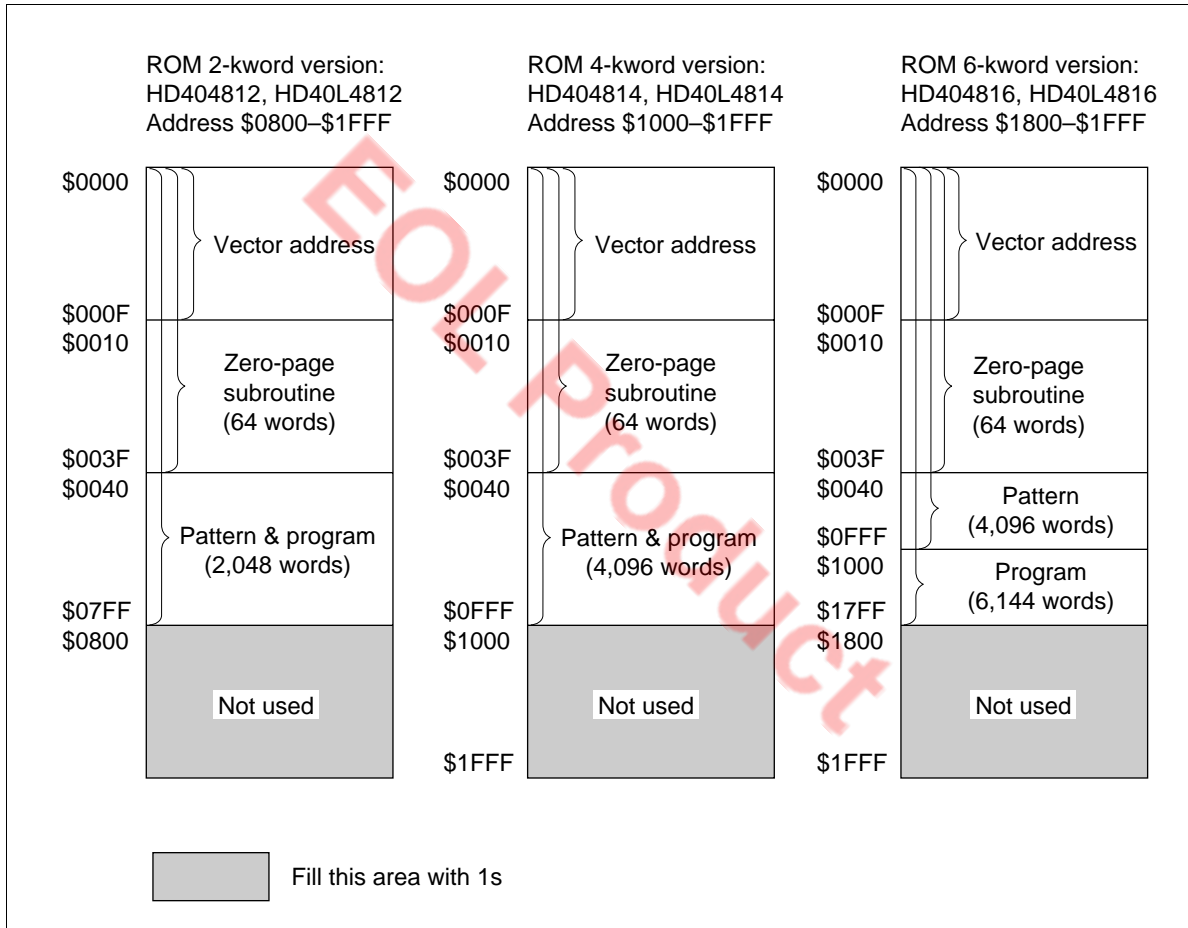 ROM 2-kword version:
HD404812, HD40L4812
Address $0800–$1FFF
$0000
Vector address
$000F
$0010
Zero-page
subroutine
(64 words)
$003F
$0040
Pattern & program
(2,048 words)
$07FF
$0800
Not used
ROM 4-kword version:
HD404814, HD40L4814
Address $1000–$1FFF
$0000
Vector address
$000F
$0010
Zero-page
subroutine
(64 words)
$003F
$0040
Pattern & program
(4,096 words)
$0FFF
$1000
Not used
$1FFF
ROM 6-kword version:
HD404816, HD40L4816
Address $1800–$1FFF
$0000
Vector address
$000F
$0010
Zero-page
subroutine
(64 words)
$003F
$0040
Pattern
(4,096 words)
$0FFF
$1000
Program
(6,144 words)
$17FF
$1800
Not used
$1FFF
Fill this area with 1s
EOL Product